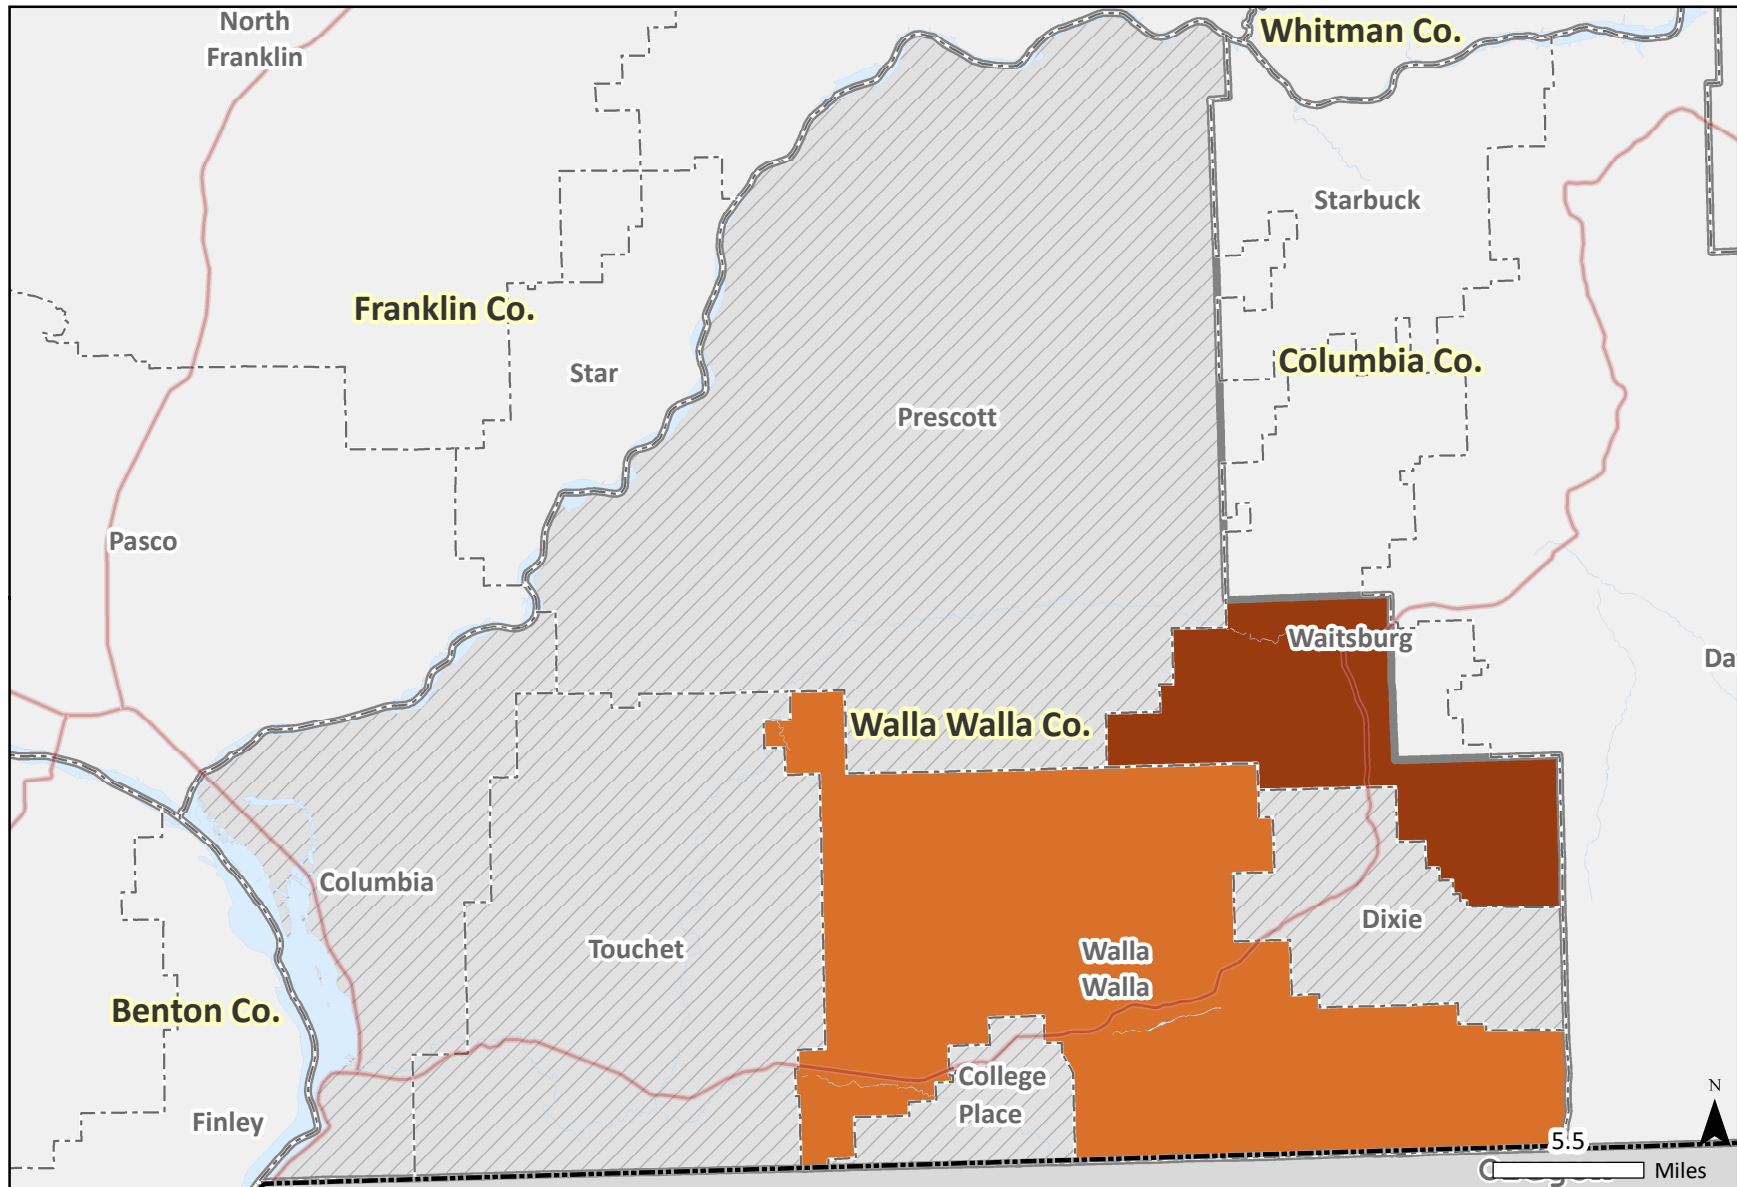 North
Franklin
Whitman Co.
Starbuck
Franklin Co.
Star
Columbia Co.
Prescott
Pasco
Waitsburg
Da
Walla Walla Co.
Columbia
Dixie
Touchet
Walla
Walla
Benton Co.
College
Place
Finley
N
5.5
Miles